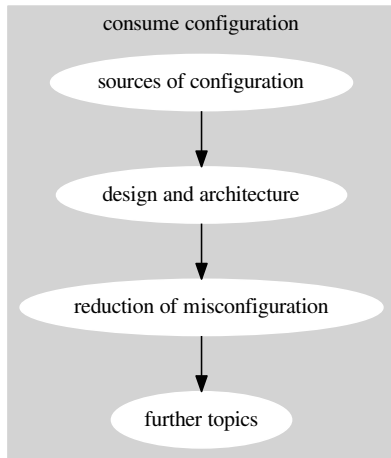 consume configuration
sources of configuration
design and architecture
reduction of misconfiguration
further topics